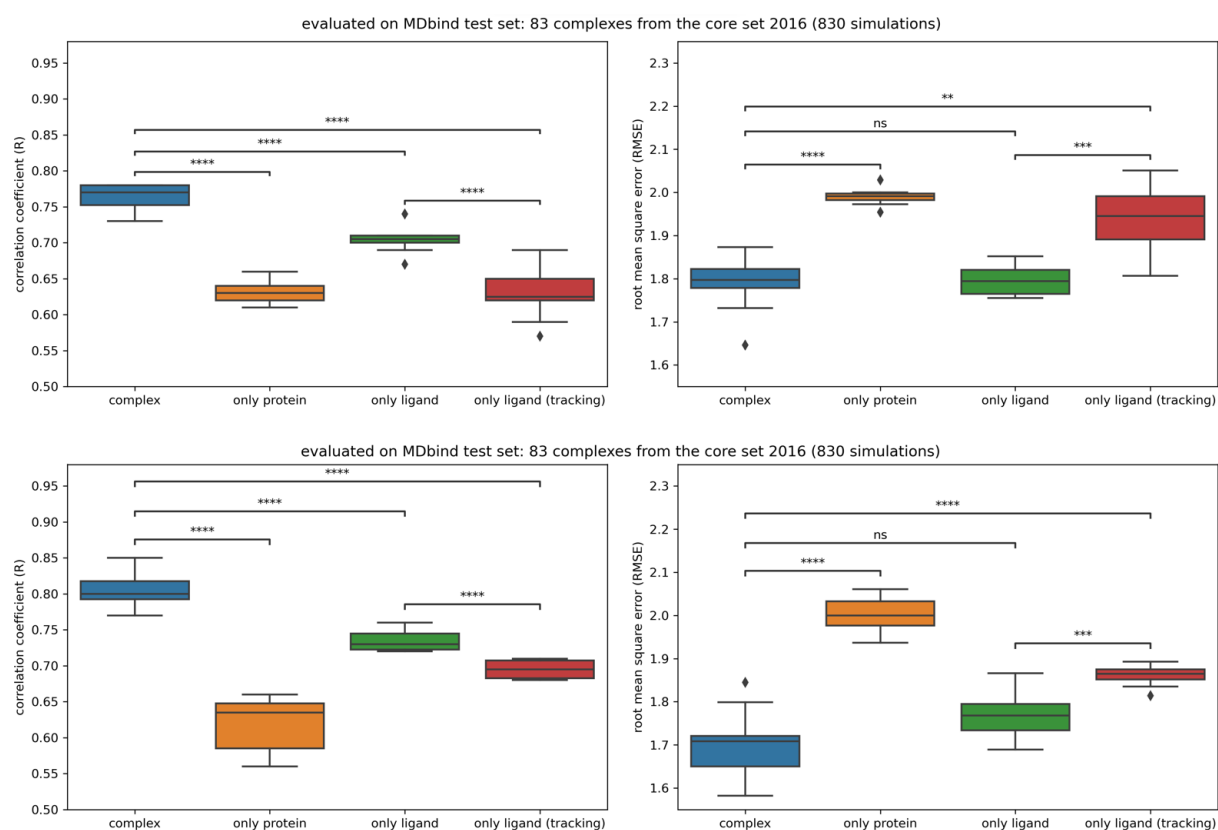 evaluated on MDbind test set: 83 complexes from the core set 2016 (830 simulations)
correlation coefficient (R)
0.95
0.90
0.85
0.80
0.75
0.70
0.65
0.60
0.55
0.50
****
****
****
****
complex
only protein
only ligand
only ligand (tracking)
root mean square error (RMSE)
2.3
2.2
2.1
2.0
1.9
1.8
1.7
1.6
**
ns
****
***
complex
only protein
only ligand
only ligand (tracking)
evaluated on MDbind test set: 83 complexes from the core set 2016 (830 simulations)
correlation coefficient (R)
0.95
0.90
0.85
0.80
0.75
0.70
0.65
0.60
0.55
0.50
****
****
****
****
complex
only protein
only ligand
only ligand (tracking)
root mean square error (RMSE)
2.3
2.2
2.1
2.0
1.9
1.8
1.7
1.6
****
ns
****
***
complex
only protein
only ligand
only ligand (tracking)